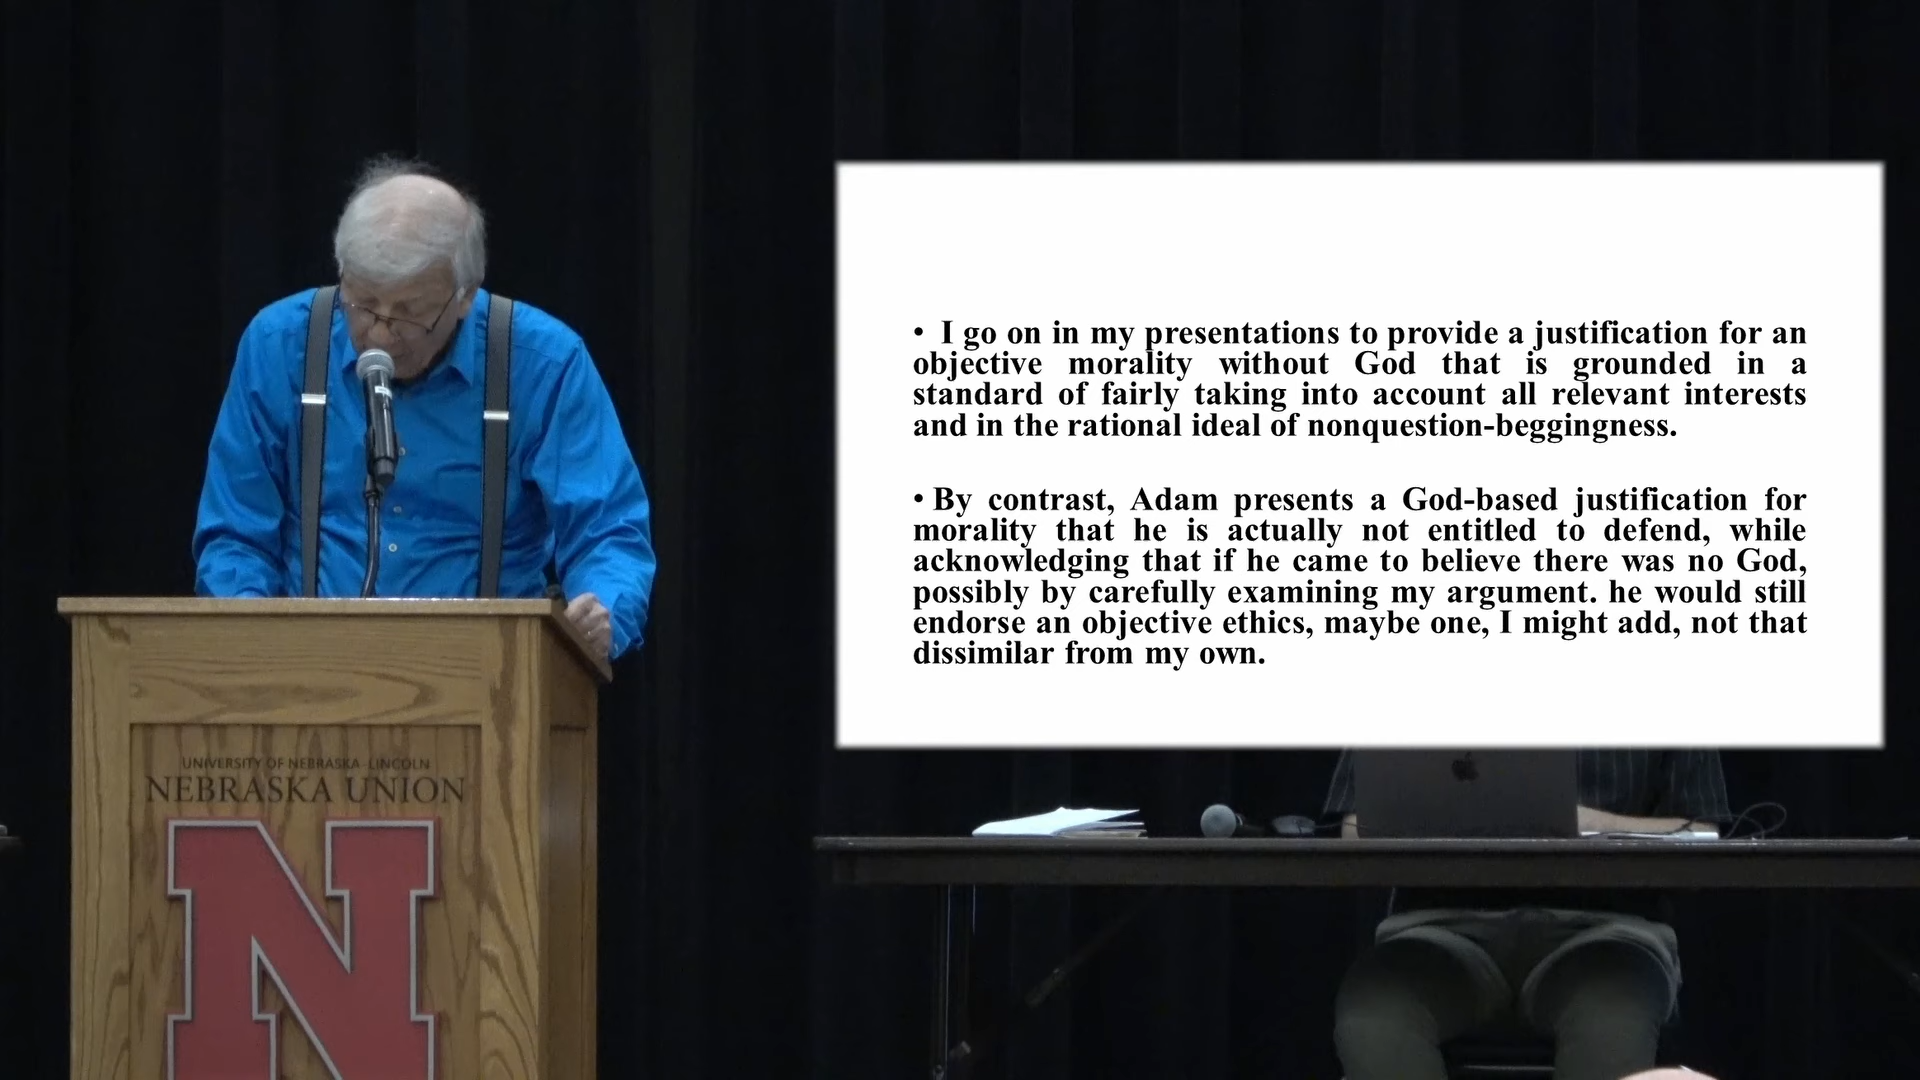 • I go on in my presentations to provide a justification for an
objective morality without God that is grounded in a
standard of fairly taking into account all relevant interests
and in the rational ideal of nonquestion-beggingness.
• By contrast, Adam presents a God-based justification for
morality that he is actually not entitled to defend, while
acknowledging that if he came to believe there was no God,
possibly by carefully examining my argument. he would still
endorse an objective ethics, maybe one, I might add, not that
dissimilar from my own.
UNIVERSITY OF NEBRASKA-LINCOLN
NEBRASKA UNION
N